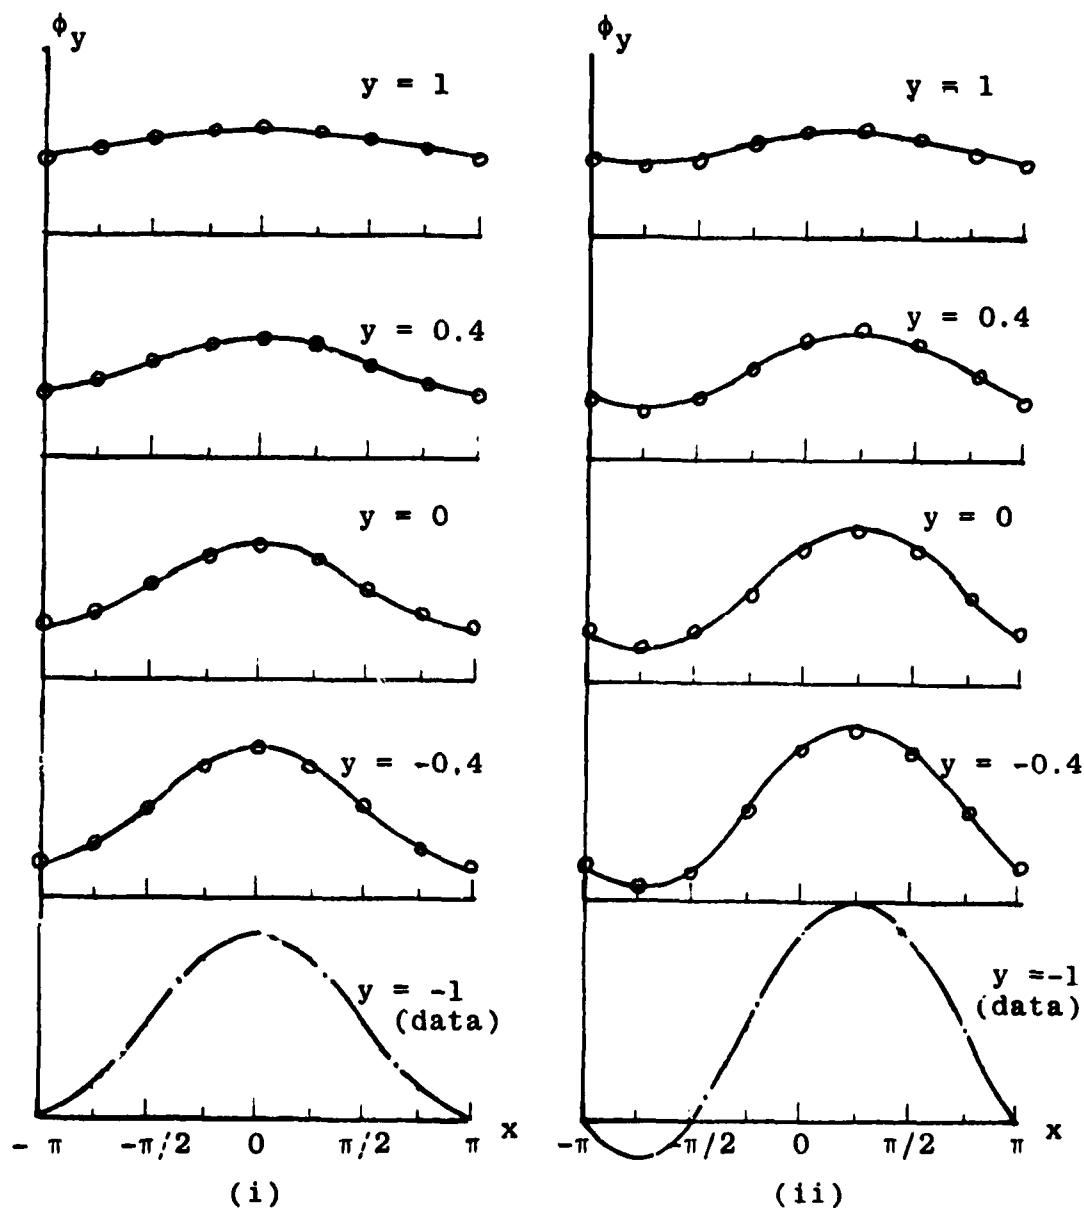 ϕy ϕy
y = 1 y = 1
y = 0.4 y = 0.4
y = 0 y = 0
y = -0.4 y = -0.4
y = -1 y =-1
(data) (data)
- π -π/2 0 π/2 π x -π -π/2 0 π/2 π x
(i) (ii)